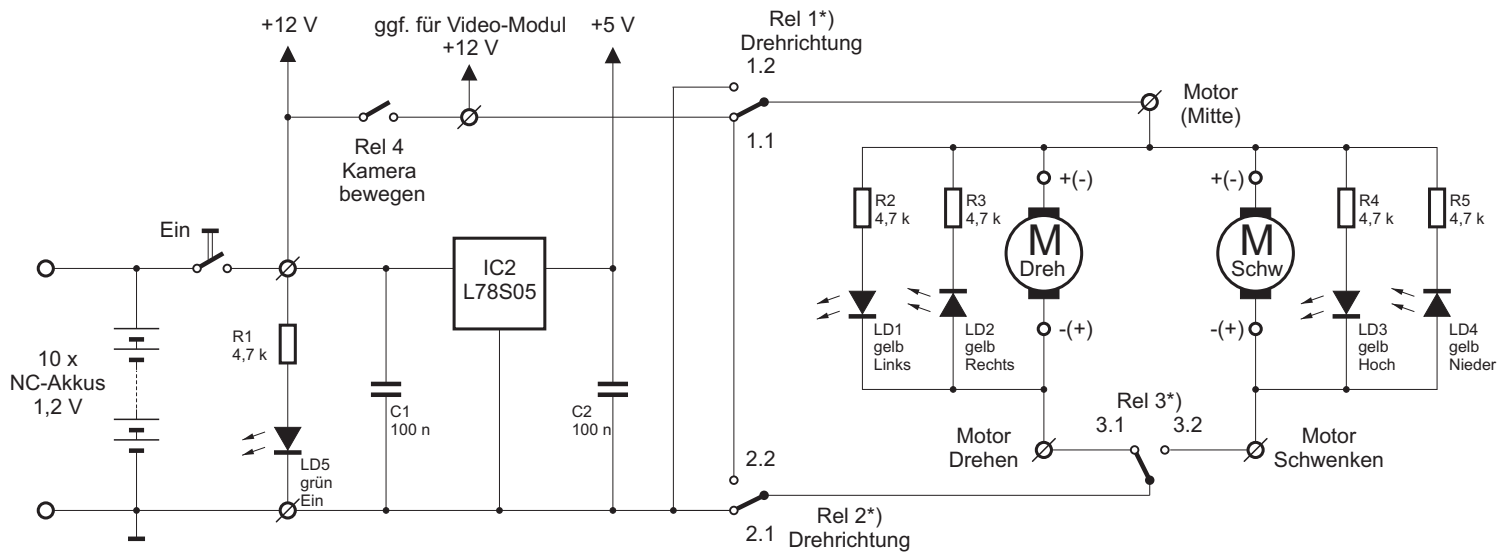 +12 V
ggf. für Video-Modul
+12 V
+5 V
Rel 1*)
Drehrichtung
1.2
1.1
Motor
(Mitte)
Rel 4
Kamera
bewegen
Ein
IC2
L78S05
R1
4,7 k
10 x
NC-Akkus
1,2 V
LD5
grün
Ein
C1
100 n
C2
100 n
2.2
2.1
Rel 2*)
Drehrichtung
R2
4,7 k
R3
4,7 k
+(-)
M
Dreh
-(+)
LD1
gelb
Links
LD2
gelb
Rechts
+(-)
M
Schw
-(+)
R4
4,7 k
R5
4,7 k
LD3
gelb
Hoch
LD4
gelb
Nieder
Rel 3*)
3.1
3.2
Motor
Drehen
Motor
Schwenken